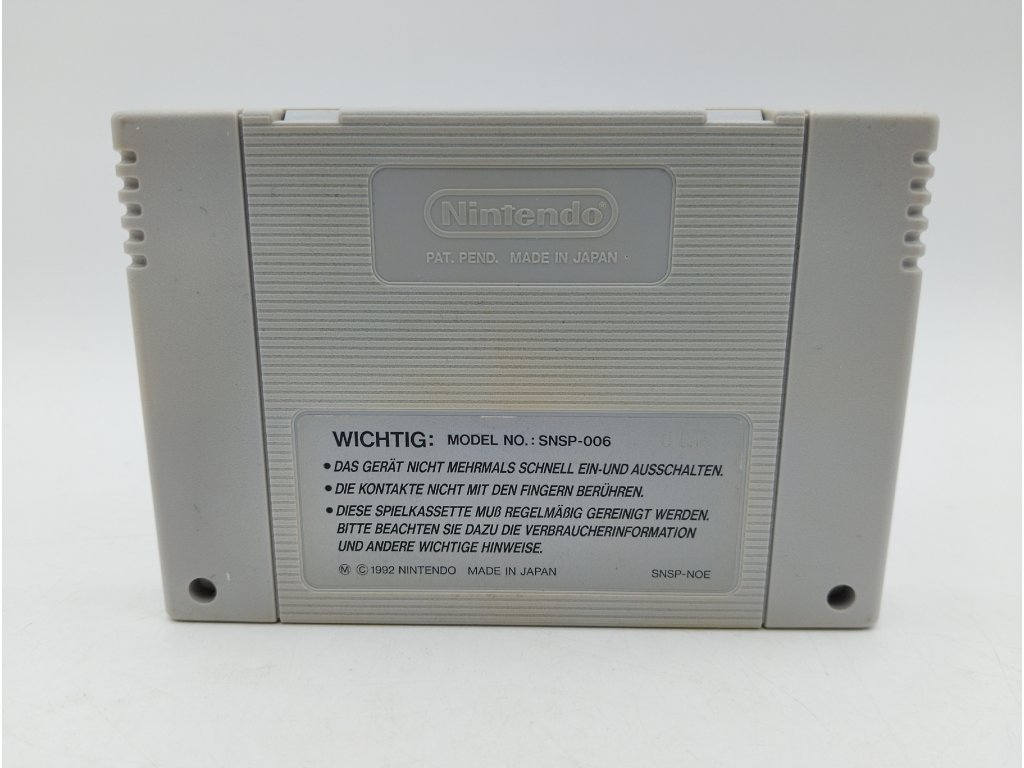 Nintendo®
PAT. PEND. MADE IN JAPAN
WICHTIG: MODEL NO.: SNSP-006
• DAS GERÄT NICHT MEHRMALS SCHNELL EIN-UND AUSSCHALTEN.
• DIE KONTAKTE NICHT MIT DEN FINGERN BERÜHREN.
• DIESE SPIELKASSETTE MUß REGELMÄßIG GEREINIGT WERDEN.
BITTE BEACHTEN SIE DAZU DIE VERBRAUCHERINFORMATION
UND ANDERE WICHTIGE HINWEISE.
Ⓜ © 1992 NINTENDO MADE IN JAPAN SNSP-NOE